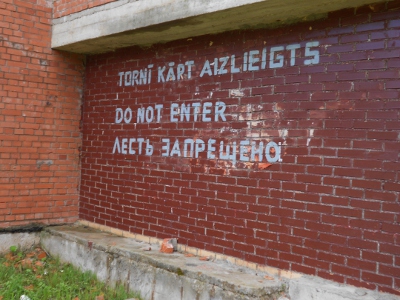 TORNĪ KĀRT AIZLIEIGTS
DO NOT ENTER
ЛЕСТЬ ЗАПРЕЩЕНО